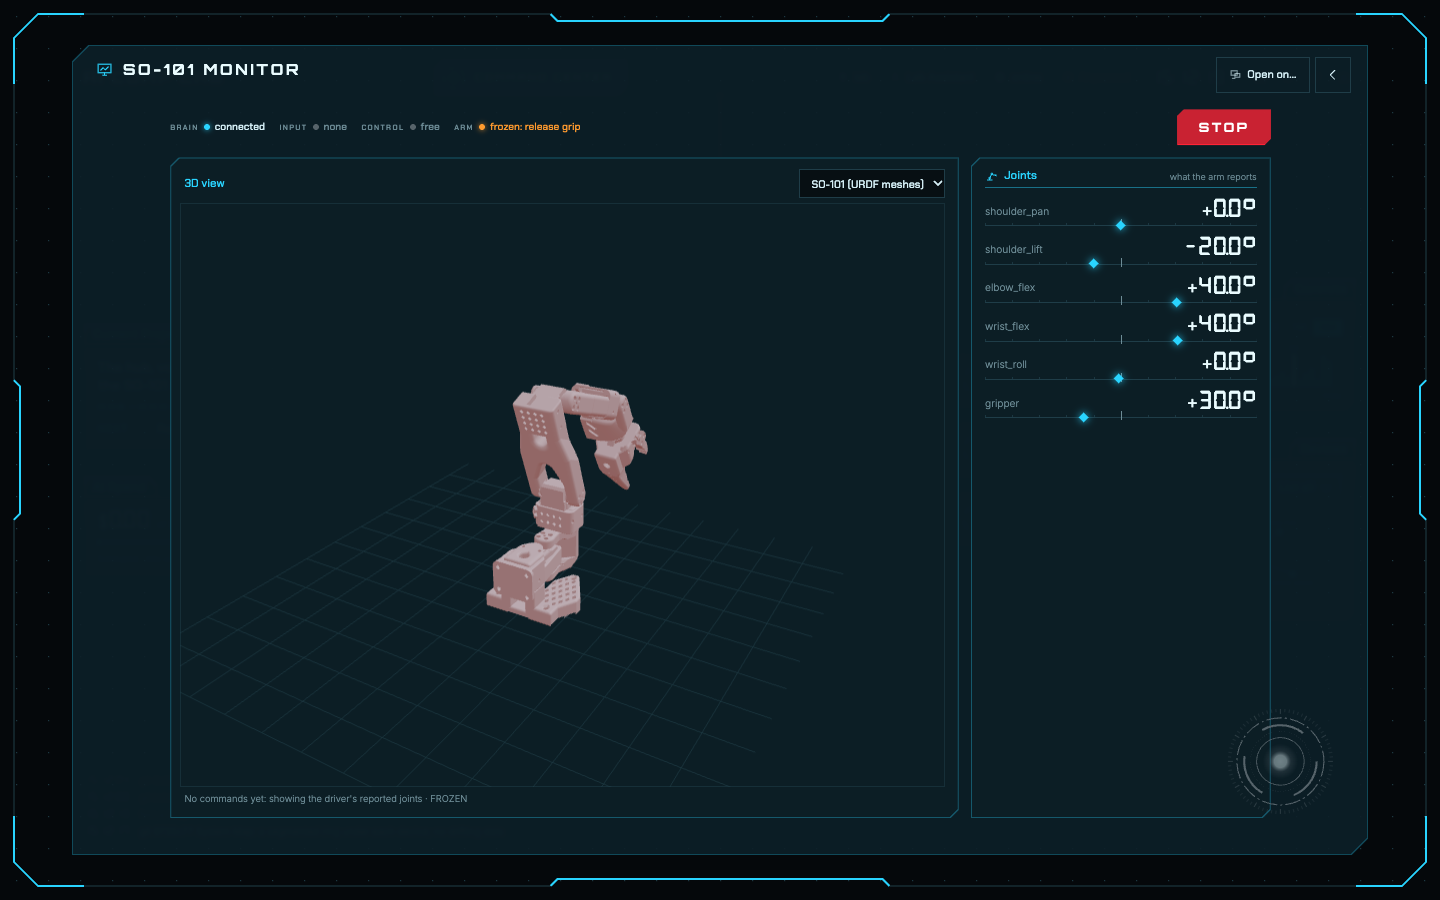 SO-101 MONITOR
Open on...
BRAIN connected INPUT none CONTROL free ARM frozen: release grip
STOP
3D view
SO-101 (URDF meshes)
No commands yet: showing the driver's reported joints · FROZEN
Joints
what the arm reports
shoulder_pan +0.0°
shoulder_lift -20.0°
elbow_flex +40.0°
wrist_flex +40.0°
wrist_roll +0.0°
gripper +30.0°